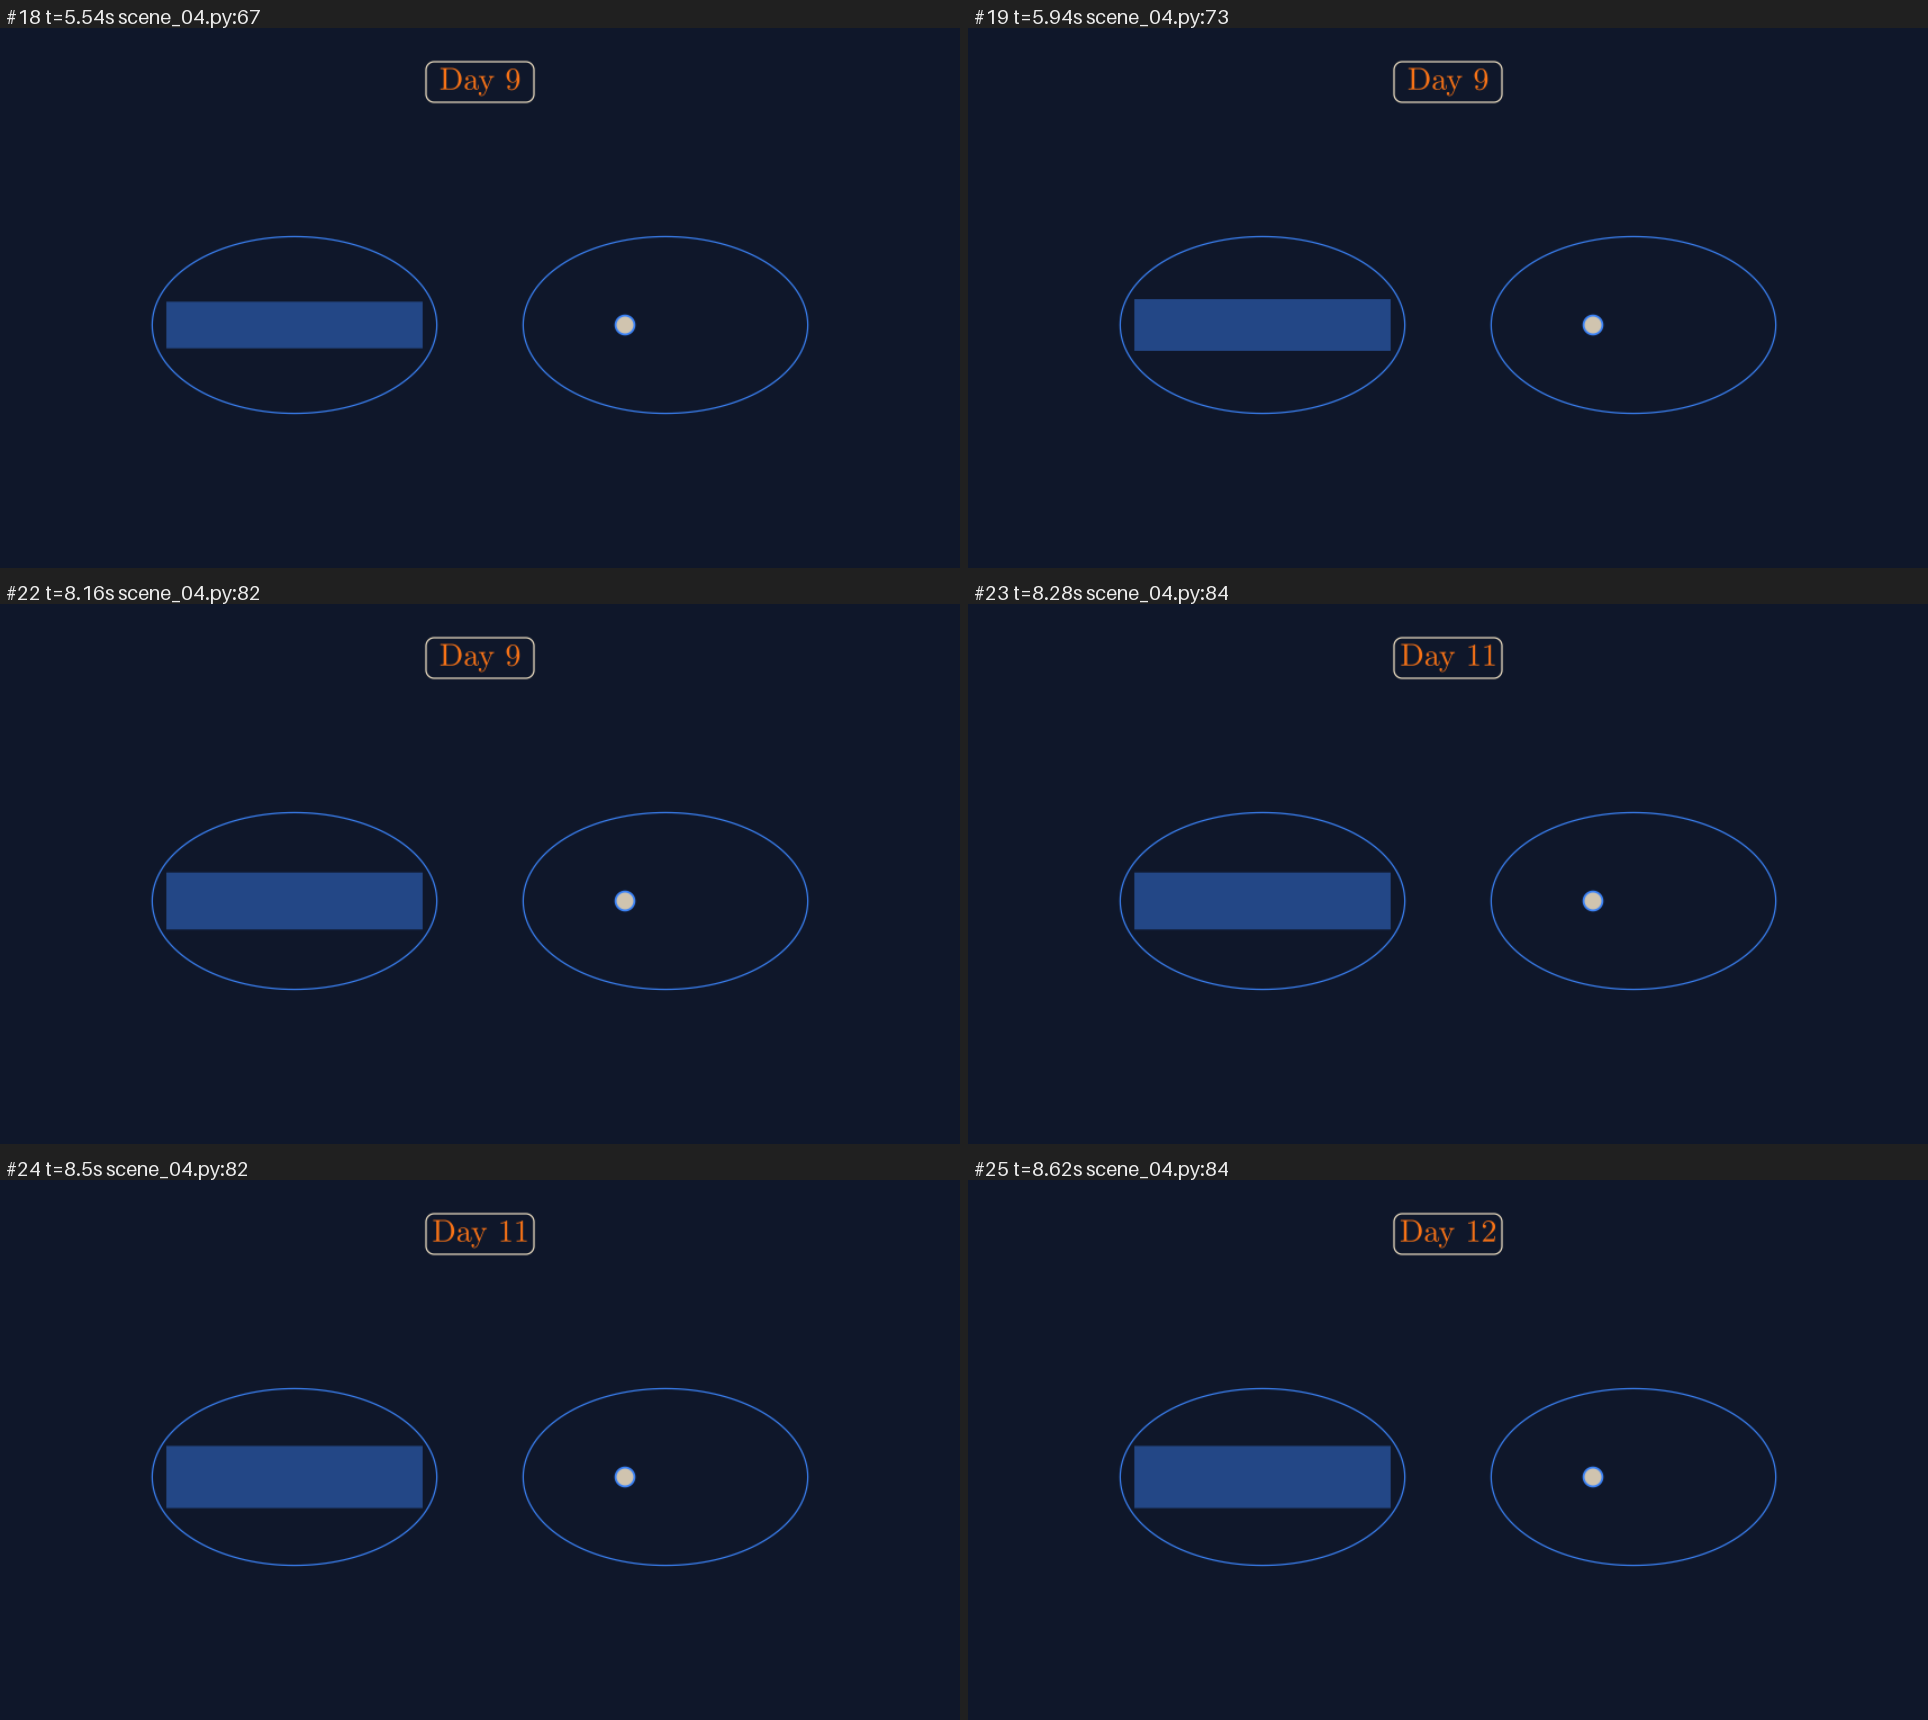 #18 t=5.54s scene_04.py:67
Day 9
#19 t=5.94s scene_04.py:73
Day 9
#22 t=8.16s scene_04.py:82
Day 9
#23 t=8.28s scene_04.py:84
Day 11
#24 t=8.5s scene_04.py:82
Day 11
#25 t=8.62s scene_04.py:84
Day 12